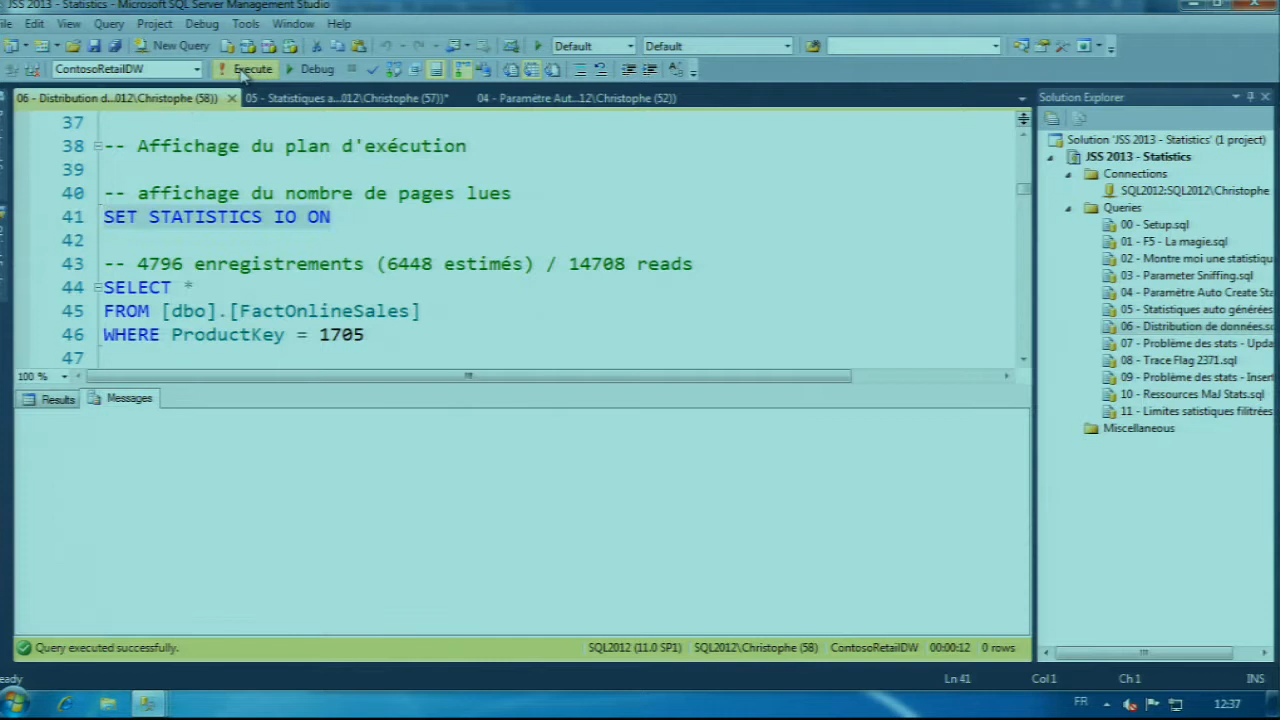 JSS 2013 - Statistics - Microsoft SQL Server Management Studio
File Edit View Query Project Debug Tools Window Help
New Query Default Default
ContosoRetailDW Execute Debug
06 - Distribution d...012\Christophe (58)) 05 - Statistiques a...012\Christophe (57))* 04 - Paramètre Aut...12\Christophe (52))
37
38 -- Affichage du plan d'exécution
39
40 -- affichage du nombre de pages lues
41 SET STATISTICS IO ON
42
43 -- 4796 enregistrements (6448 estimés) / 14708 reads
44 SELECT *
45 FROM [dbo].[FactOnlineSales]
46 WHERE ProductKey = 1705
47
100 %
Results Messages
Query executed successfully. SQL2012 (11.0 SP1) SQL2012\Christophe (58) ContosoRetailDW 00:00:12 0 rows
Solution Explorer
Solution 'JSS 2013 - Statistics' (1 project)
JSS 2013 - Statistics
Connections
SQL2012:SQL2012\Christophe
Queries
00 - Setup.sql
01 - F5 - La magie.sql
02 - Montre moi une statistiqu
03 - Parameter Sniffing.sql
04 - Paramètre Auto Create Sta
05 - Statistiques auto générées
06 - Distribution de données.s
07 - Problème des stats - Upda
08 - Trace Flag 2371.sql
09 - Problème des stats - Inser
10 - Ressources MaJ Stats.sql
11 - Limites satistiques filtrées
Miscellaneous
eady Ln 41 Col 1 Ch 1 INS
FR 12:37